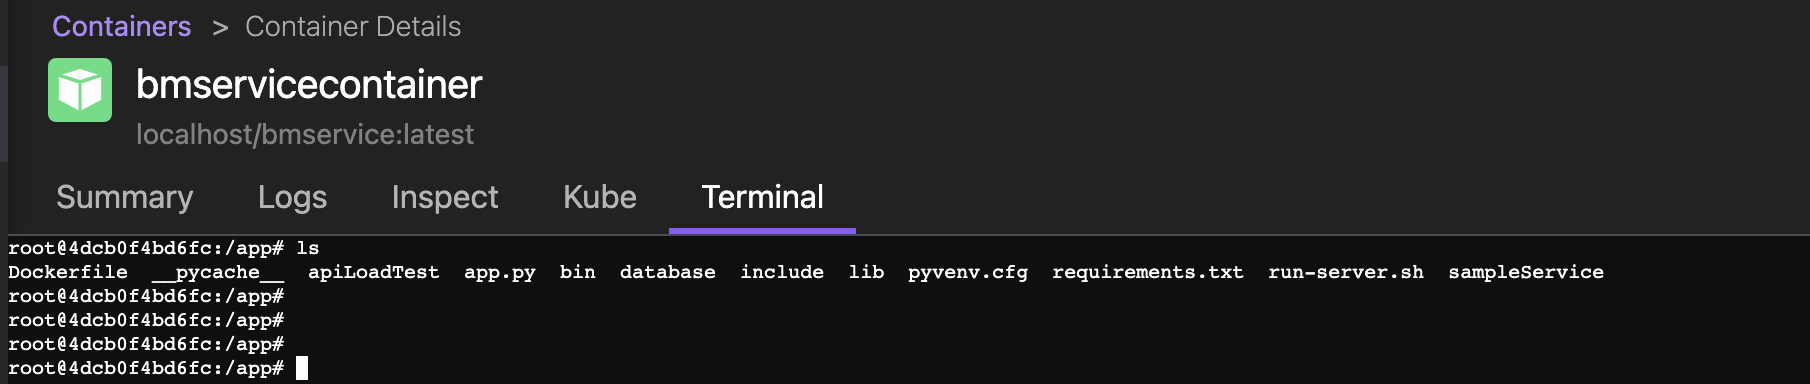 Containers > Container Details
bmservicecontainer
localhost/bmservice:latest
Summary Logs Inspect Kube Terminal
root@4dcb0f4bd6fc:/app# ls
Dockerfile __pycache__ apiLoadTest app.py bin database include lib pyvenv.cfg requirements.txt run-server.sh sampleService
root@4dcb0f4bd6fc:/app#
root@4dcb0f4bd6fc:/app#
root@4dcb0f4bd6fc:/app#
root@4dcb0f4bd6fc:/app#